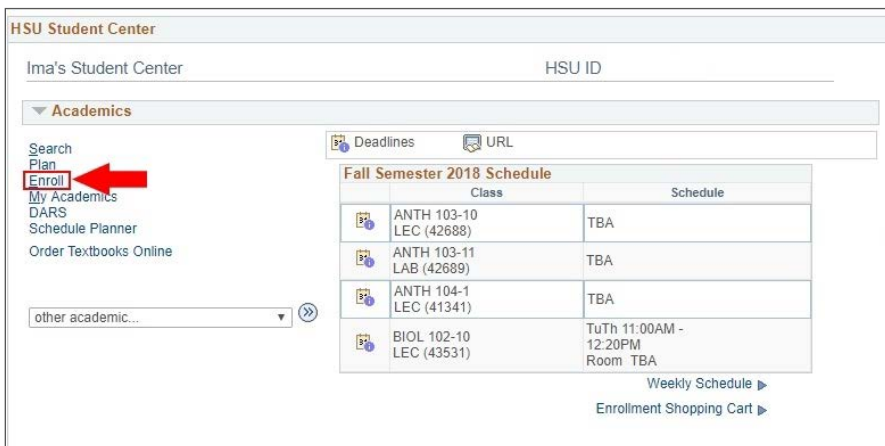 HSU Student Center
Ima's Student Center
HSU ID
Academics
Search
Plan
Enroll
My Academics
DARS
Schedule Planner
Order Textbooks Online
other academic...
Deadlines
URL
Fall Semester 2018 Schedule
Class
Schedule
ANTH 103-10
LEC (42688)
TBA
ANTH 103-11
LAB (42689)
TBA
ANTH 104-1
LEC (41341)
TBA
BIOL 102-10
LEC (43531)
TuTh 11:00AM -
12:20PM
Room TBA
Weekly Schedule
Enrollment Shopping Cart